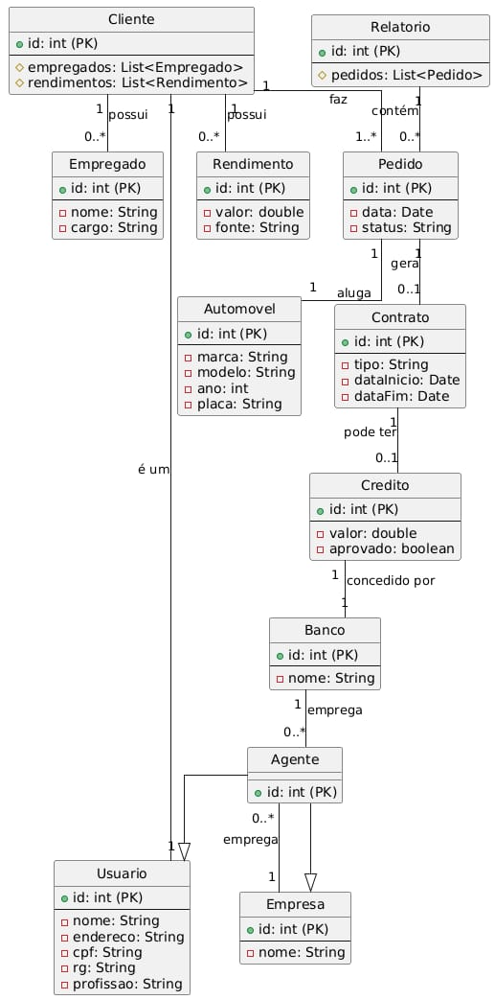 Cliente
id: int (PK)
empregados: List<Empregado>
rendimentos: List<Rendimento>
Relatorio
id: int (PK)
pedidos: List<Pedido>
1
possui
0..*
1
1
possui
0..*
1
faz
1..*
1
contém
0..*
Empregado
id: int (PK)
nome: String
cargo: String
Rendimento
id: int (PK)
valor: double
fonte: String
Pedido
id: int (PK)
data: Date
status: String
1
aluga
1
1
gera
0..1
Automovel
id: int (PK)
marca: String
modelo: String
ano: int
placa: String
Contrato
id: int (PK)
tipo: String
dataInicio: Date
dataFim: Date
1
pode ter
0..1
é um
Credito
id: int (PK)
valor: double
aprovado: boolean
1
concedido por
1
Banco
id: int (PK)
nome: String
1
emprega
0..*
Agente
id: int (PK)
0..*
emprega
1
1
Usuario
id: int (PK)
nome: String
endereco: String
cpf: String
rg: String
profissao: String
Empresa
id: int (PK)
nome: String